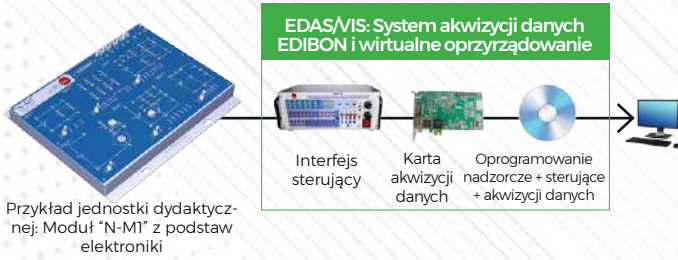 EDAS/VIS: System akwizycji danych
EDIBON i wirtualne oprzyrządowanie
Interfejs
sterujący
Karta
akwizycji
danych
Oprogramowanie
nadzorcze + sterujące
+ akwizycji danych
Przykład jednostki dydaktycz-
nej: Moduł “N-M1” z podstaw
elektroniki